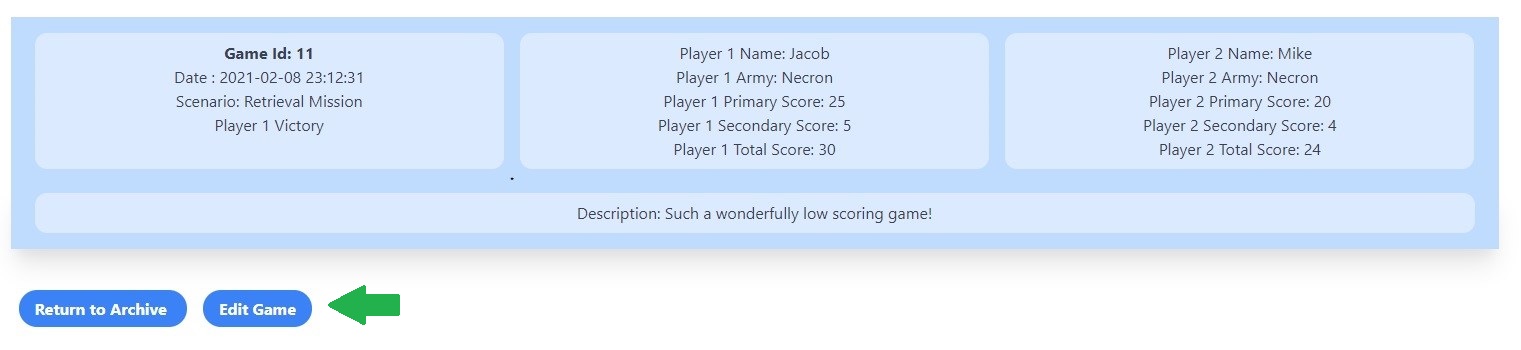 Game Id: 11
Date : 2021-02-08 23:12:31
Scenario: Retrieval Mission
Player 1 Victory
Player 1 Name: Jacob
Player 1 Army: Necron
Player 1 Primary Score: 25
Player 1 Secondary Score: 5
Player 1 Total Score: 30
Player 2 Name: Mike
Player 2 Army: Necron
Player 2 Primary Score: 20
Player 2 Secondary Score: 4
Player 2 Total Score: 24
.
Description: Such a wonderfully low scoring game!
Return to Archive
Edit Game